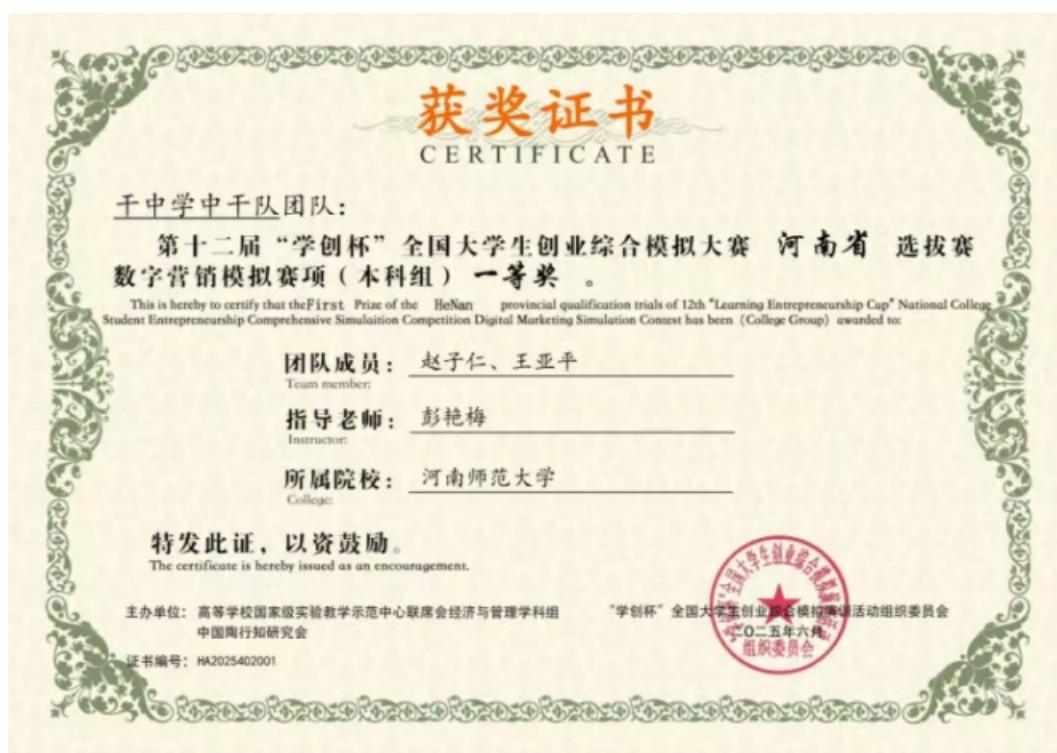 获奖证书
CERTIFICATE
干中学中干队团队：
第十二届“学创杯”全国大学生创业综合模拟大赛 河南省 选拔赛
数字营销模拟赛项（本科组）一等奖 。
This is hereby to certify that theFirst Prize of the HeNan provincial qualification trials of 12th "Learning Entrepreneurship Cup" National College
Student Entrepreneurship Comprehensive Simulaition Competition Digital Marketing Simulation Contest has been (College Group) awarded to:
团队成员：赵子仁、王亚平
Team member:
指导老师：彭艳梅
Instructor:
所属院校：河南师范大学
College:
特发此证，以资鼓励。
The certificate is hereby issued as an encouragement.
主办单位：高等学校国家级实验教学示范中心联席会经济与管理学科组
中国陶行知研究会
“学创杯”全国大学生创业综合模拟演训活动组织委员会
二〇二五年六月
组织委员会
证书编号：HA2025402001